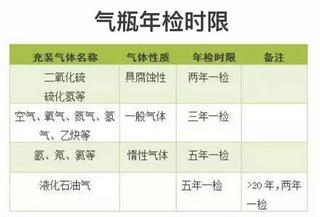 气瓶年检时限
充装气体名称 气体性质 年检时限 备注
二氧化硫 具腐蚀性 两年一检
硫化氢等
空气、氧气、氮气、氢 一般气体 三年一检
气、乙炔等
氩、氖、氦等 惰性气体 五年一检
液化石油气 五年一检 >20年，两年
一检